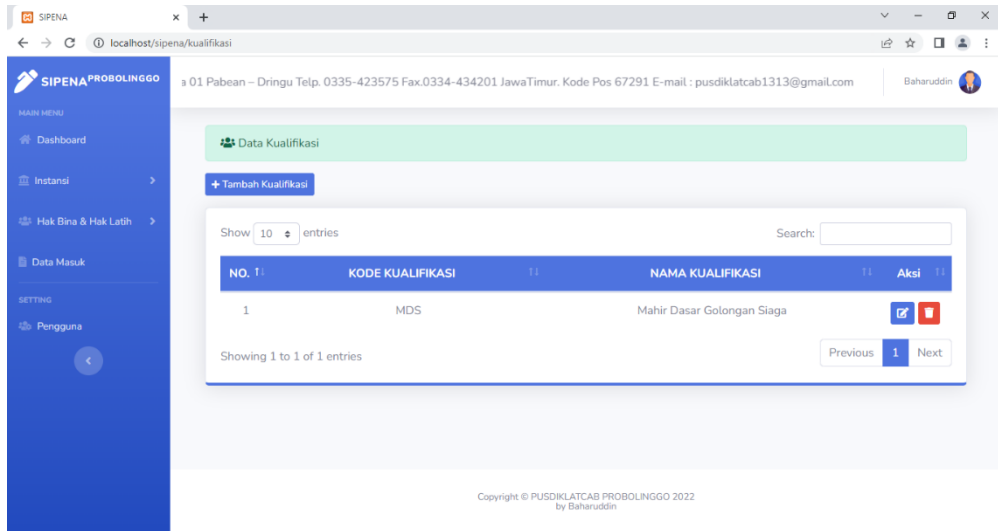 SIPENA
localhost/sipena/kualifikasi
SIPENA PROBOLINGGO
a 01 Pabean – Dringu Telp. 0335-423575 Fax.0334-434201 JawaTimur. Kode Pos 67291 E-mail : pusdiklatcab1313@gmail.com
Baharuddin
MAIN MENU
Dashboard
Instansi
Hak Bina & Hak Latih
Data Masuk
SETTING
Pengguna
Data Kualifikasi
+ Tambah Kualifikasi
Show 10 entries
Search:
NO. KODE KUALIFIKASI NAMA KUALIFIKASI Aksi
1 MDS Mahir Dasar Golongan Siaga
Showing 1 to 1 of 1 entries
Previous 1 Next
Copyright © PUSDIKLATCAB PROBOLINGGO 2022
by Baharuddin